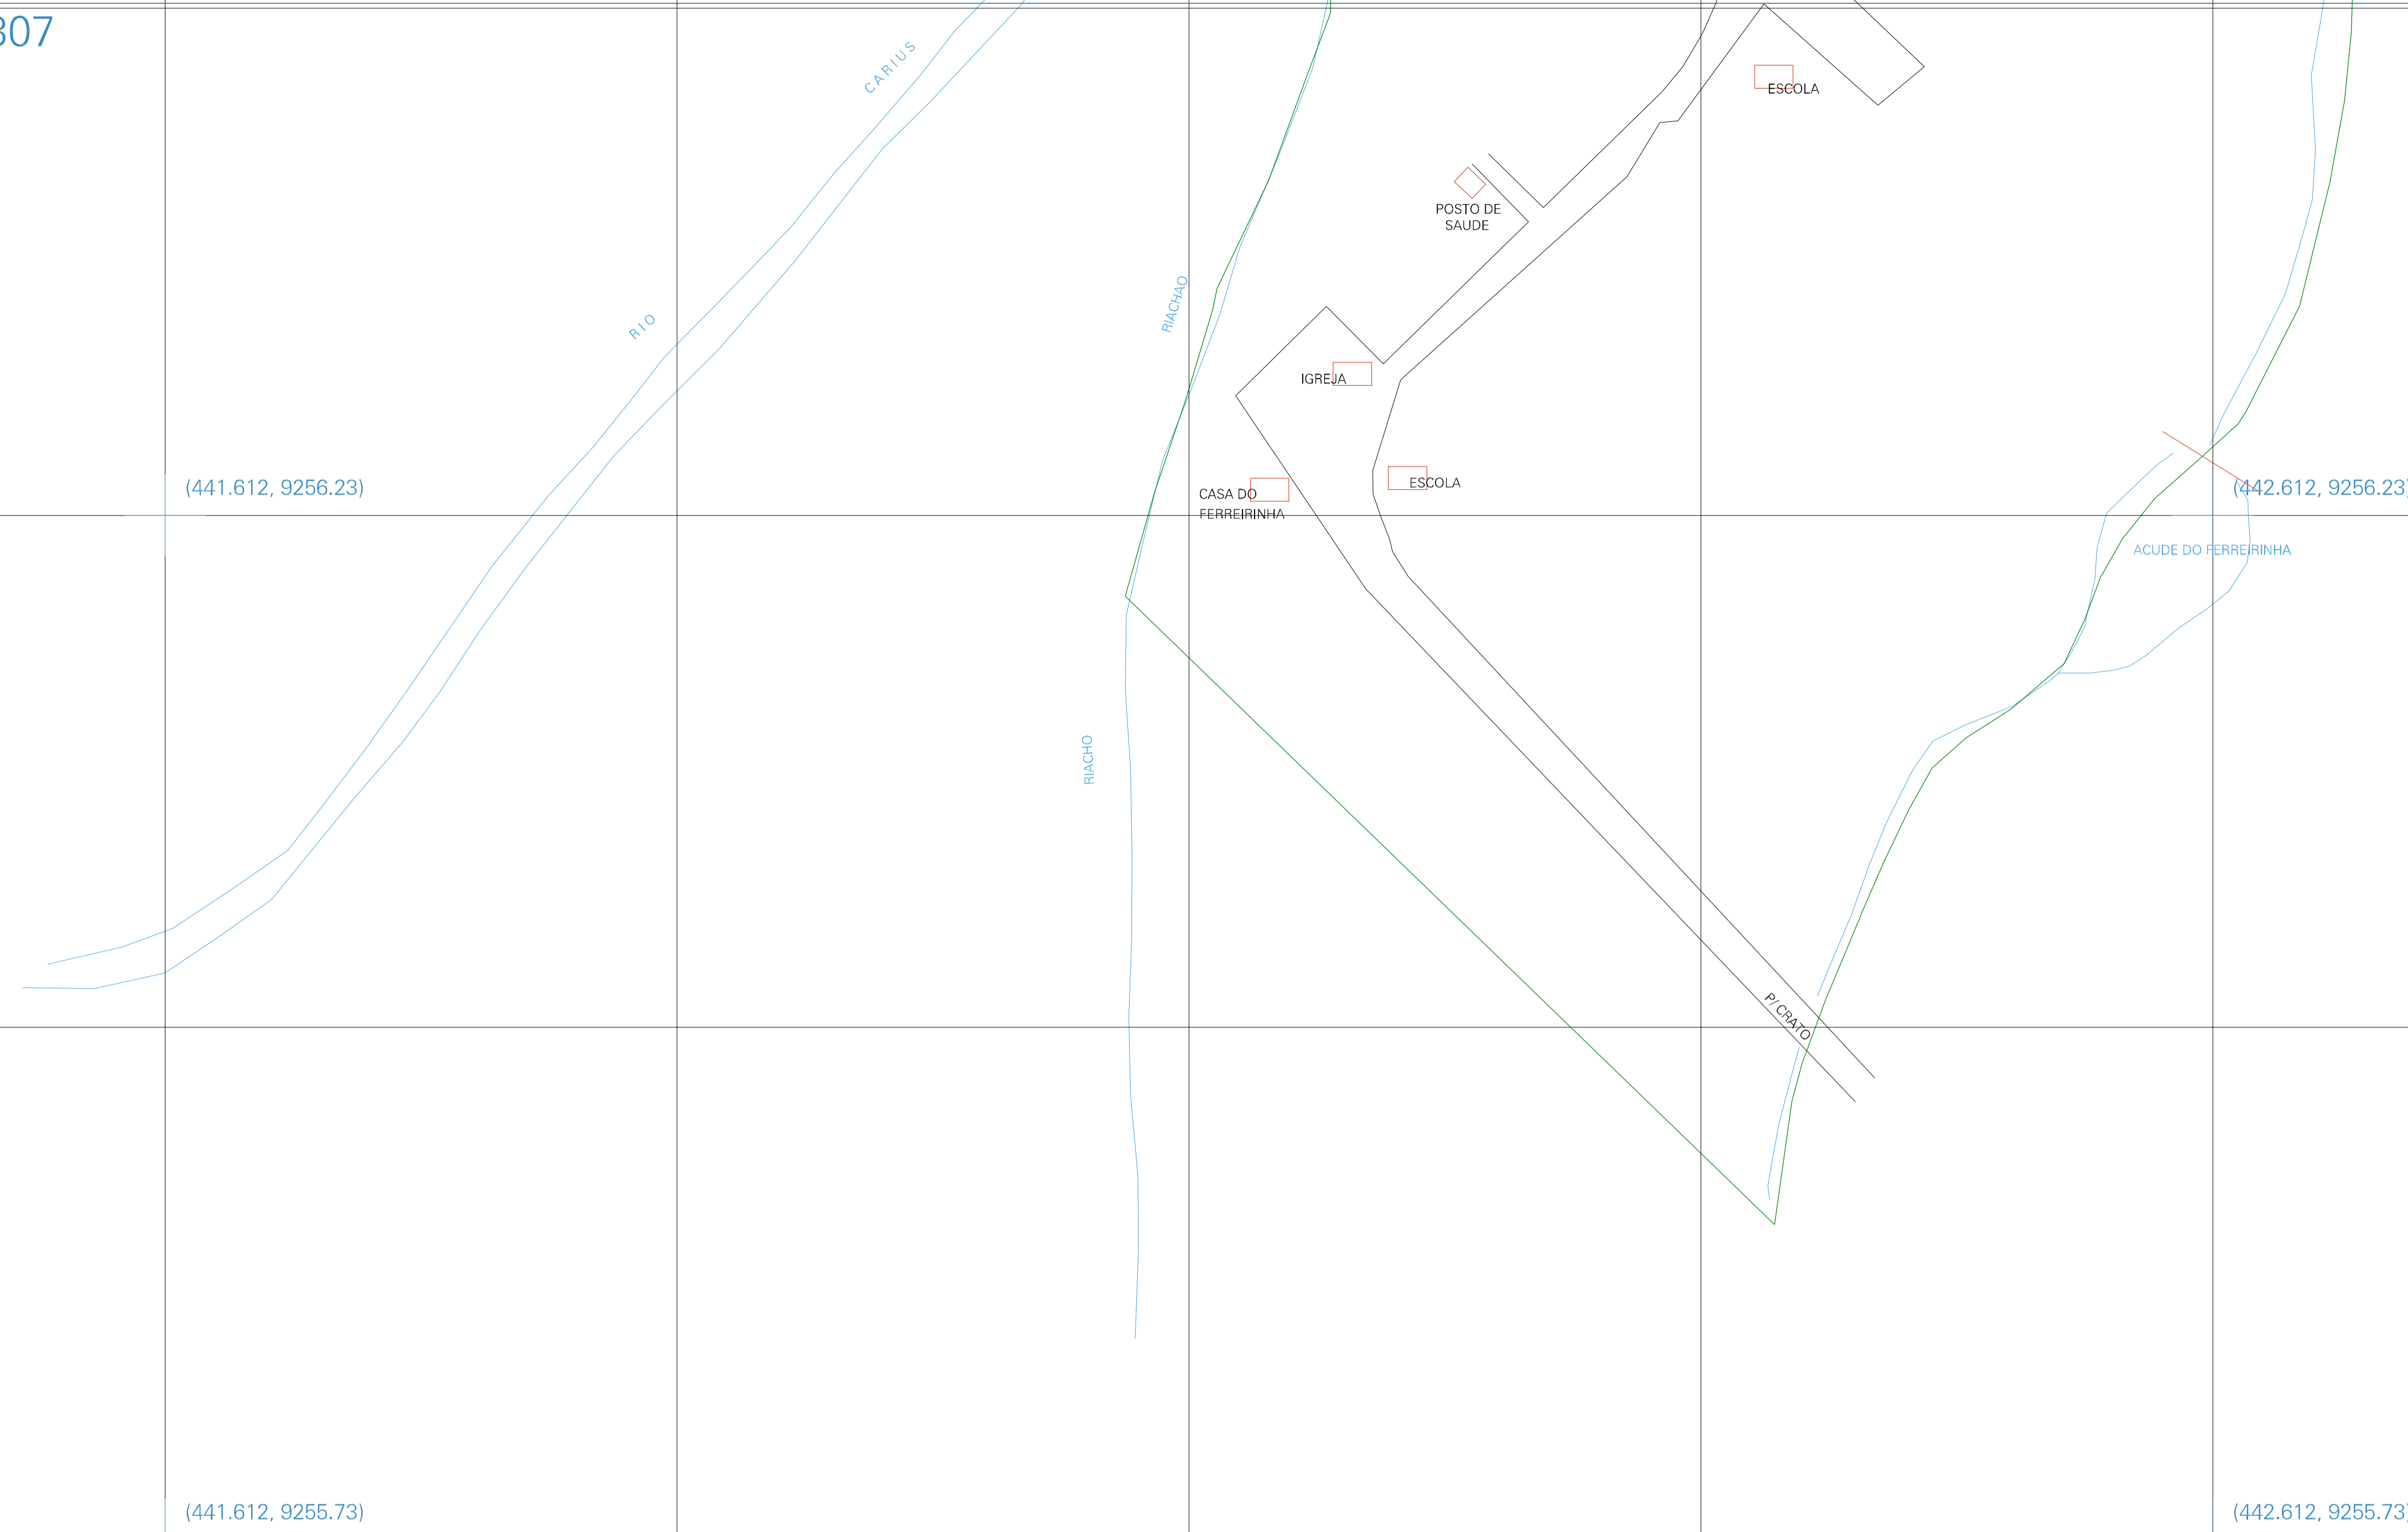 307
CARIUS
ESCOLA
POSTO DE
SAUDE
RIACHAO
RIO
IGREJA
ESCOLA
CASA DO
FERREIRINHA
(441.612, 9256.23)
(442.612, 9256.23)
ACUDE DO FERREIRINHA
RIACHO
P/ CRATO
(441.612, 9255.73)
(442.612, 9255.73)